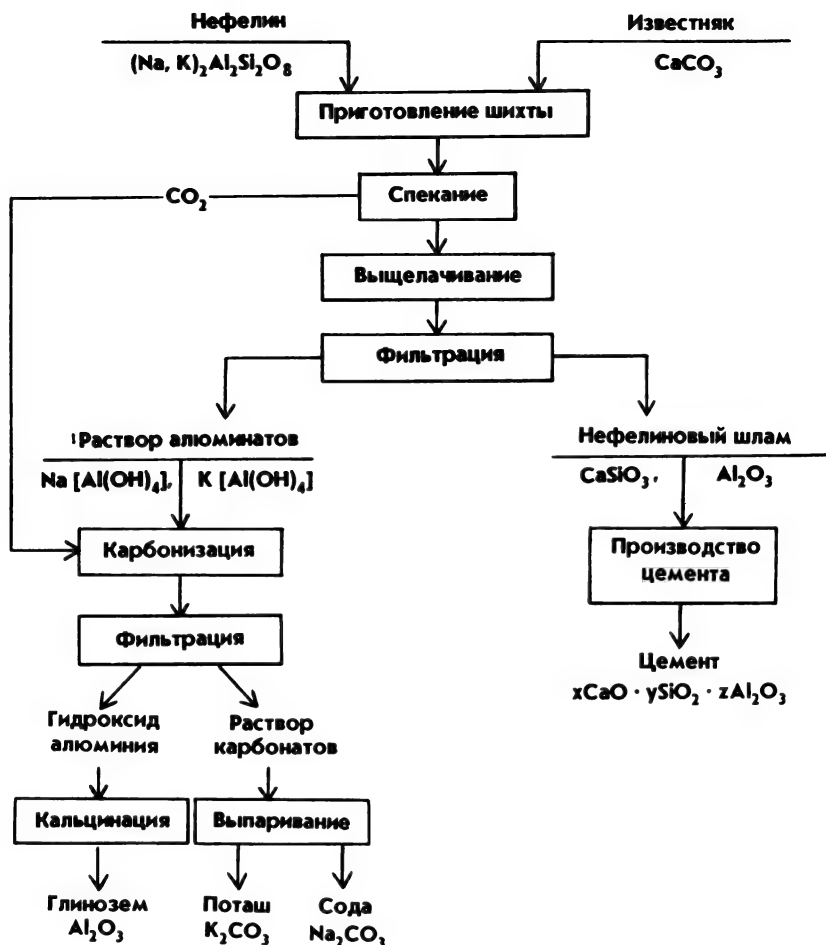 Нефелин
Известняк
(Na, K)₂Al₂Si₂O₈
CaCO₃
Приготовление шихты
CO₂
Спекание
Выщелачивание
Фильтрация
Раствор алюминатов
Нефелиновый шлам
Na [Al(OH)₄], K [Al(OH)₄]
CaSiO₃, Al₂O₃
Карбонизация
Производство
цемента
Фильтрация
Цемент
xCaO · ySiO₂ · zAl₂O₃
Гидроксид
алюминия
Раствор
карбонатов
Кальцинация
Выпаривание
Глинозем
Al₂O₃
Поташ
K₂CO₃
Сода
Na₂CO₃